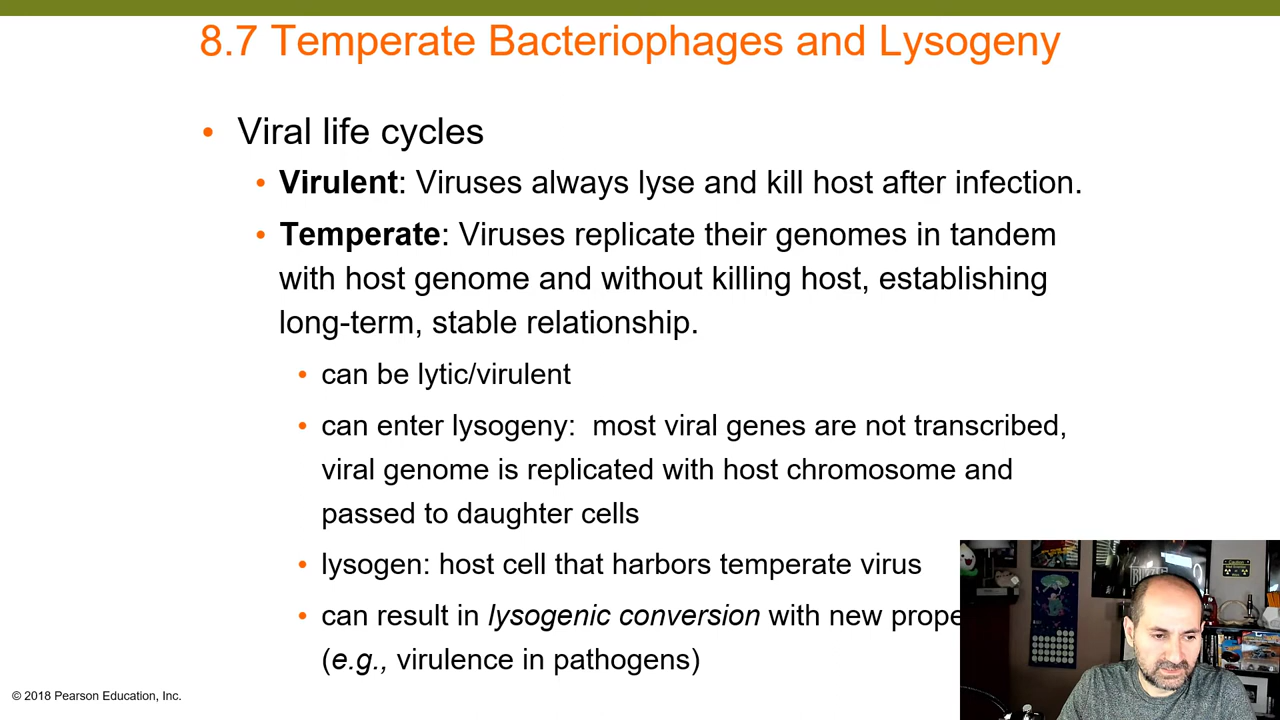 8.7 Temperate Bacteriophages and Lysogeny
• Viral life cycles
• Virulent: Viruses always lyse and kill host after infection.
• Temperate: Viruses replicate their genomes in tandem
with host genome and without killing host, establishing
long-term, stable relationship.
• can be lytic/virulent
• can enter lysogeny:  most viral genes are not transcribed,
viral genome is replicated with host chromosome and
passed to daughter cells
• lysogen: host cell that harbors temperate virus
• can result in lysogenic conversion with new prope
(e.g., virulence in pathogens)
© 2018 Pearson Education, Inc.